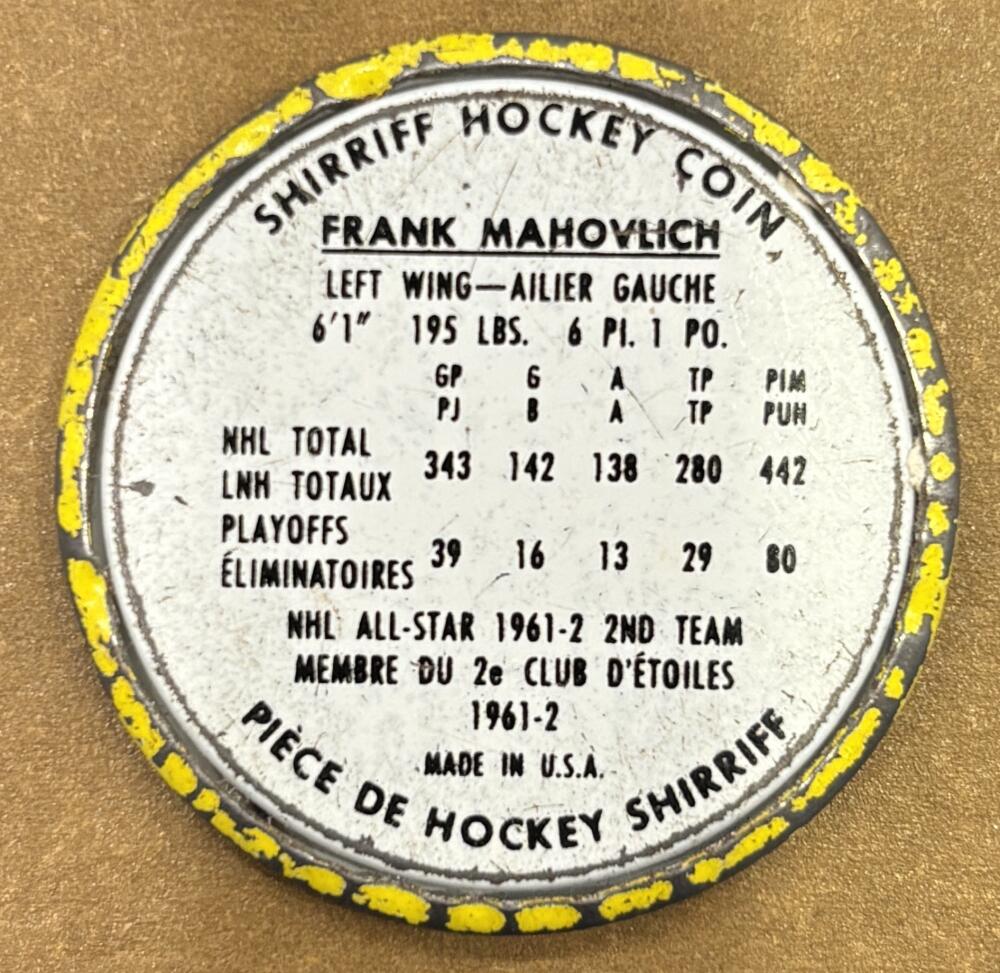 SHIRRIFF HOCKEY COIN
FRANK MAHOVLICH
LEFT WING—AILIER GAUCHE
6'1" 195 LBS. 6 PI. 1 PO.
GP G A TP PIM
PJ B A TP PUN
NHL TOTAL
LNH TOTAUX 343 142 138 280 442
PLAYOFFS
ÉLIMINATOIRES 39 16 13 29 80
NHL ALL-STAR 1961-2 2ND TEAM
MEMBRE DU 2e CLUB D'ÉTOILES
1961-2
MADE IN U.S.A.
PIÈCE DE HOCKEY SHIRRIFF